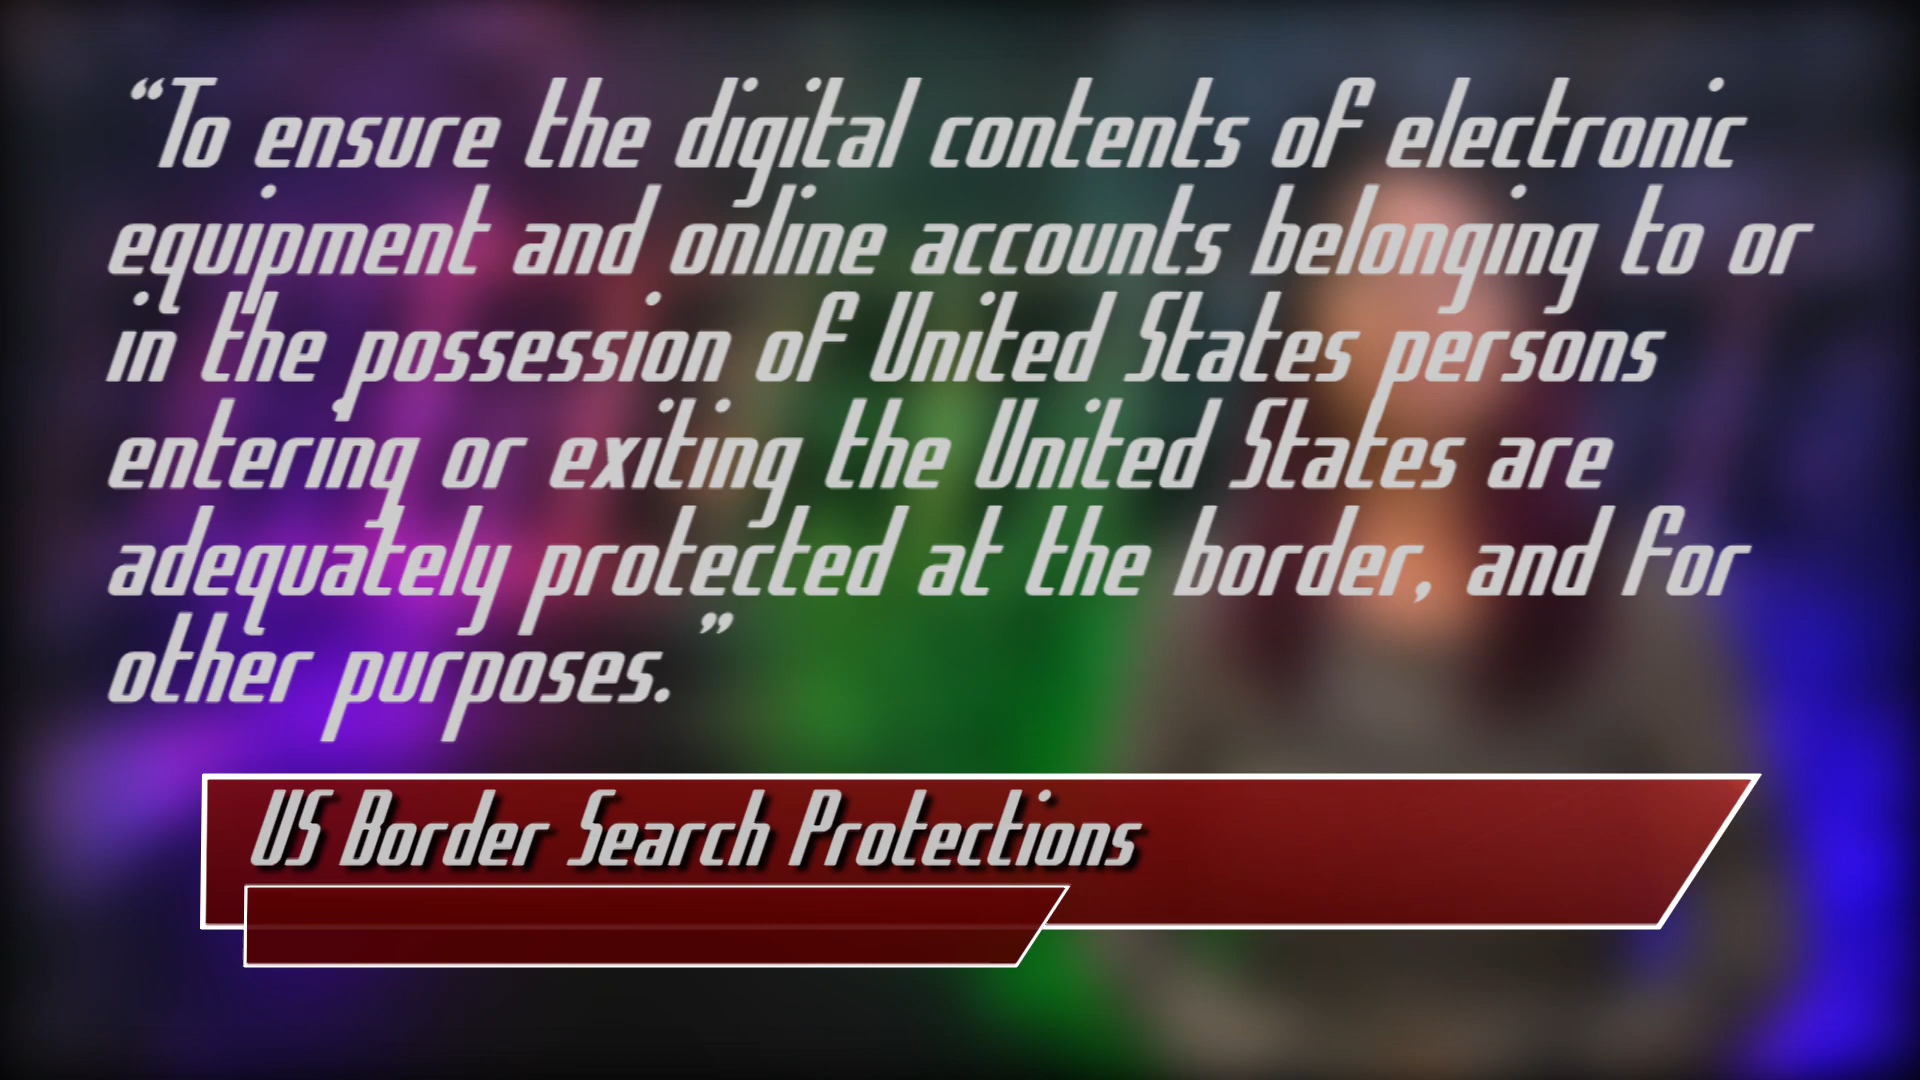 “To ensure the digital contents of electronic
equipment and online accounts belonging to or
in the possession of United States persons
entering or exiting the United States are
adequately protected at the border, and for
other purposes.”
US Border Search Protections